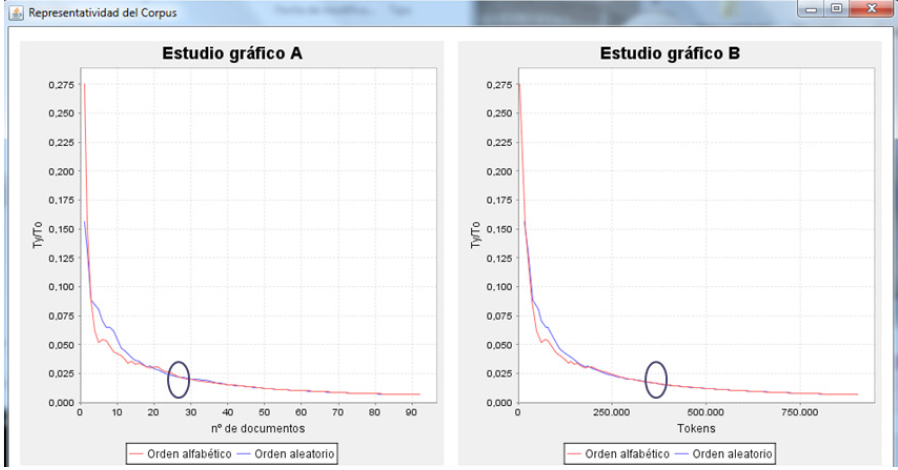 Representatividad del Corpus
Estudio gráfico A
0,275
0,250
0,225
0,200
0,175
0,150
0,125
0,100
0,075
0,050
0,025
0,000
Ty/To
0 10 20 30 40 50 60 70 80 90
nº de documentos
Orden alfabético Orden aleatorio
Estudio gráfico B
0,275
0,250
0,225
0,200
0,175
0,150
0,125
0,100
0,075
0,050
0,025
0,000
Ty/To
0 250.000 500.000 750.000
Tokens
Orden alfabético Orden aleatorio